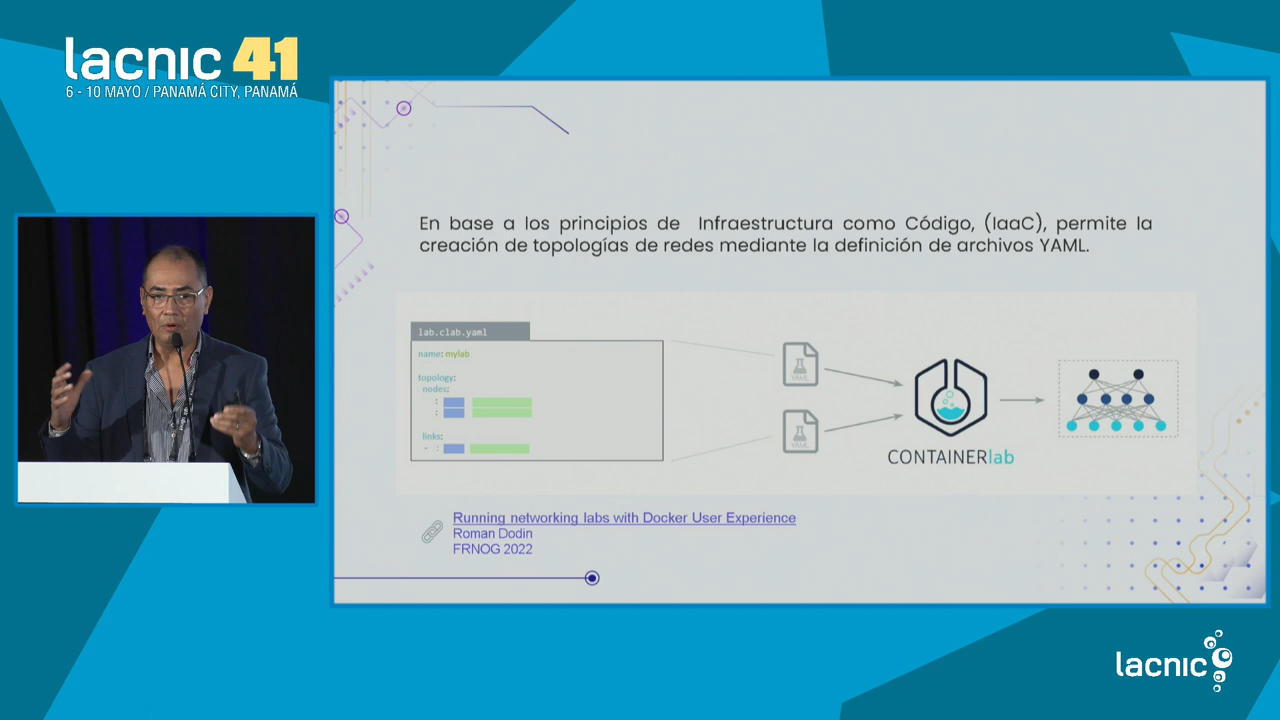 lacnic 41
6 - 10 MAYO / PANAMÁ CITY, PANAMÁ
En base a los principios de Infraestructura como Código, (IaaC), permite la
creación de topologías de redes mediante la definición de archivos YAML.
lab.clab.yaml
name: mylab
topology:
nodes:
:
:
links:
- :
YAML
YAML
CONTAINERlab
Running networking labs with Docker User Experience
Roman Dodin
FRNOG 2022
lacnic